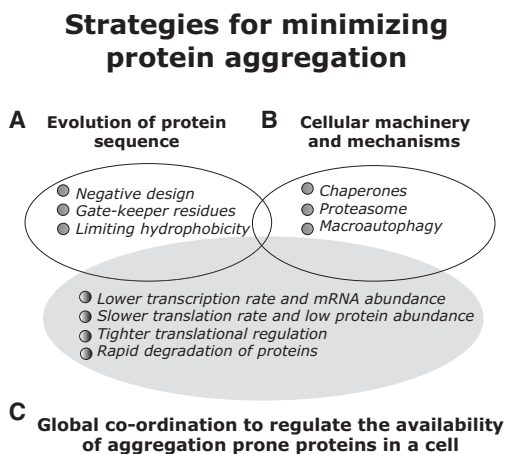 Strategies for minimizing
protein aggregation
A Evolution of protein
sequence
B Cellular machinery
and mechanisms
Negative design
Gate-keeper residues
Limiting hydrophobicity
Chaperones
Proteasome
Macroautophagy
Lower transcription rate and mRNA abundance
Slower translation rate and low protein abundance
Tighter translational regulation
Rapid degradation of proteins
C Global co-ordination to regulate the availability
of aggregation prone proteins in a cell